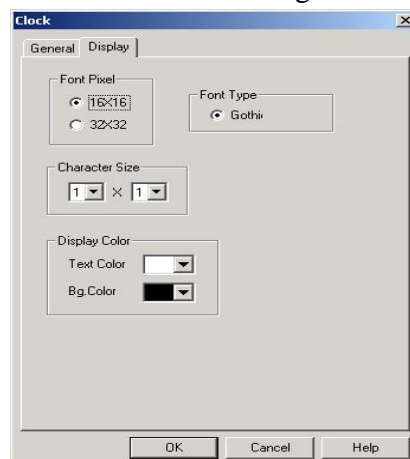 Clock
General Display
Font Pixel
16X16
32X32
Font Type
Gothi
Character Size
1 X 1
Display Color
Text Color
Bg.Color
OK Cancel Help